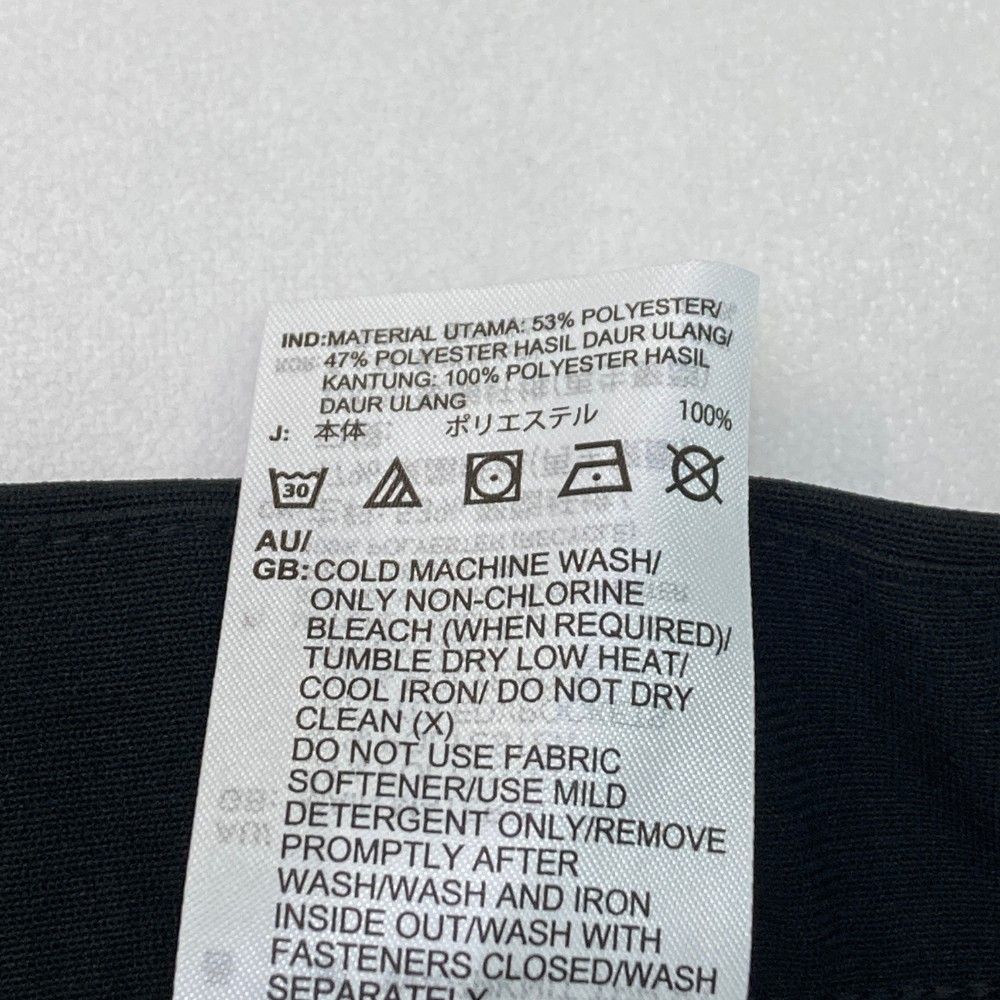 IND:MATERIAL UTAMA: 53% POLYESTER/
47% POLYESTER HASIL DAUR ULANG/
KANTUNG: 100% POLYESTER HASIL
DAUR ULANG
J: 本体 ポリエステル 100%
30
AU/
GB: COLD MACHINE WASH/
ONLY NON-CHLORINE
BLEACH (WHEN REQUIRED)/
TUMBLE DRY LOW HEAT/
COOL IRON/ DO NOT DRY
CLEAN (X)
DO NOT USE FABRIC
SOFTENER/USE MILD
DETERGENT ONLY/REMOVE
PROMPTLY AFTER
WASH/WASH AND IRON
INSIDE OUT/WASH WITH
FASTENERS CLOSED/WASH
SEPARATELY